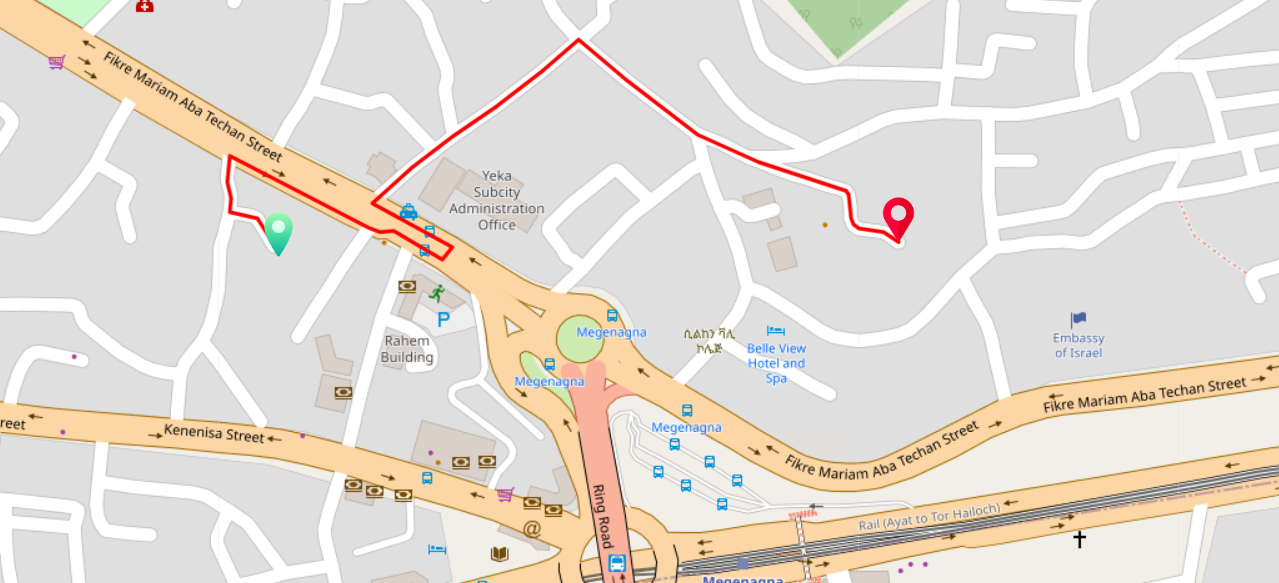 Fikre Mariam Aba Techan Street
Yeka
Subcity
Administration
Office
Rahem
Building
P
Megenagna
Megenagna
ሲልከን ቫሊ
ኮሌጅ
Belle View
Hotel and
Spa
Embassy
of Israel
Megenagna
Fikre Mariam Aba Techan Street
Fikre Mariam Aba Techan Street
reet
Kenenisa Street
Ring Road
Rail (Ayat to Tor Hailoch)
@
Megenagna